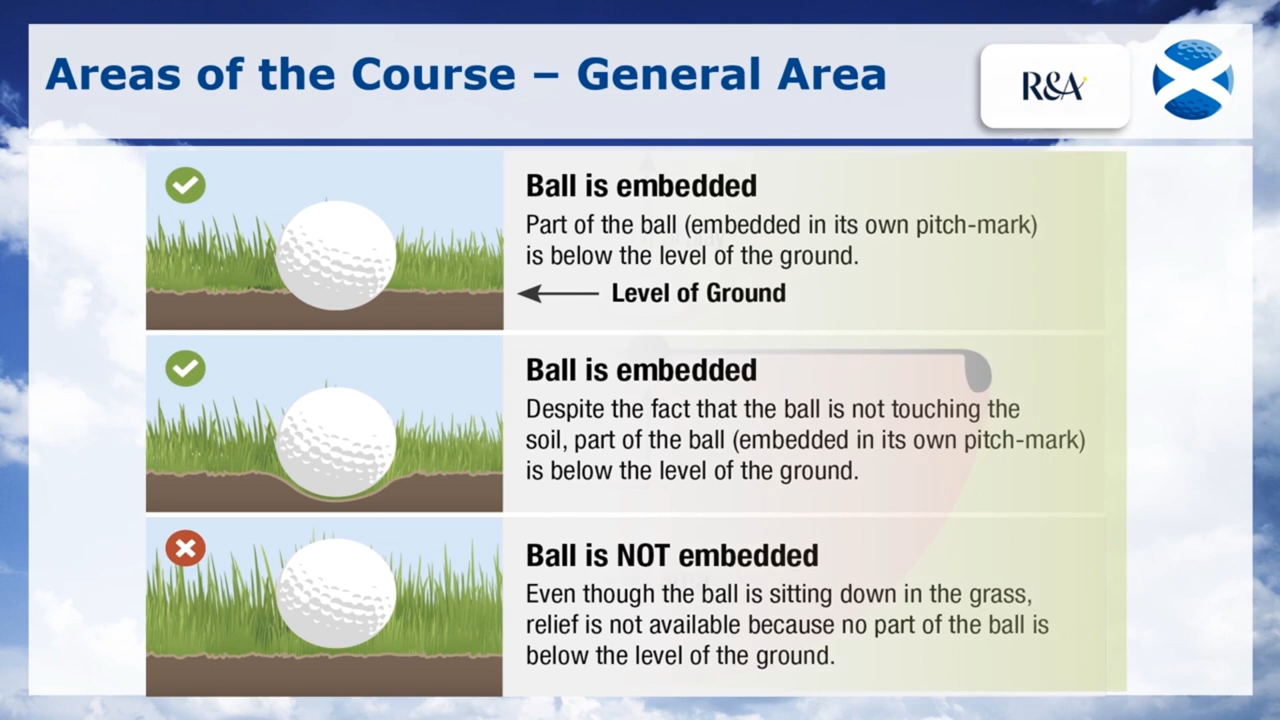 Areas of the Course – General Area
R&A
Ball is embedded
Part of the ball (embedded in its own pitch-mark)
is below the level of the ground.
Level of Ground
Ball is embedded
Despite the fact that the ball is not touching the
soil, part of the ball (embedded in its own pitch-mark)
is below the level of the ground.
Ball is NOT embedded
Even though the ball is sitting down in the grass,
relief is not available because no part of the ball is
below the level of the ground.